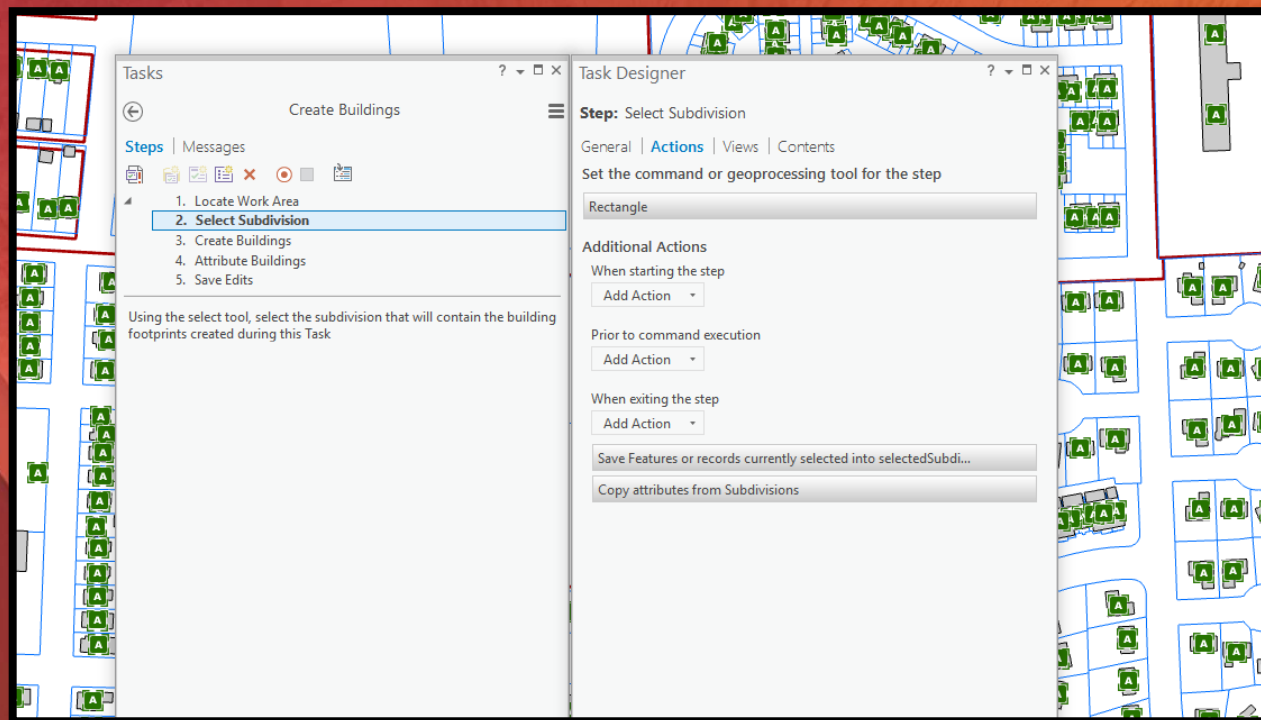 Tasks
Create Buildings
Steps | Messages
1. Locate Work Area
2. Select Subdivision
3. Create Buildings
4. Attribute Buildings
5. Save Edits
Using the select tool, select the subdivision that will contain the building
footprints created during this Task
Task Designer
Step: Select Subdivision
General | Actions | Views | Contents
Set the command or geoprocessing tool for the step
Rectangle
Additional Actions
When starting the step
Add Action
Prior to command execution
Add Action
When exiting the step
Add Action
Save Features or records currently selected into selectedSubdi...
Copy attributes from Subdivisions